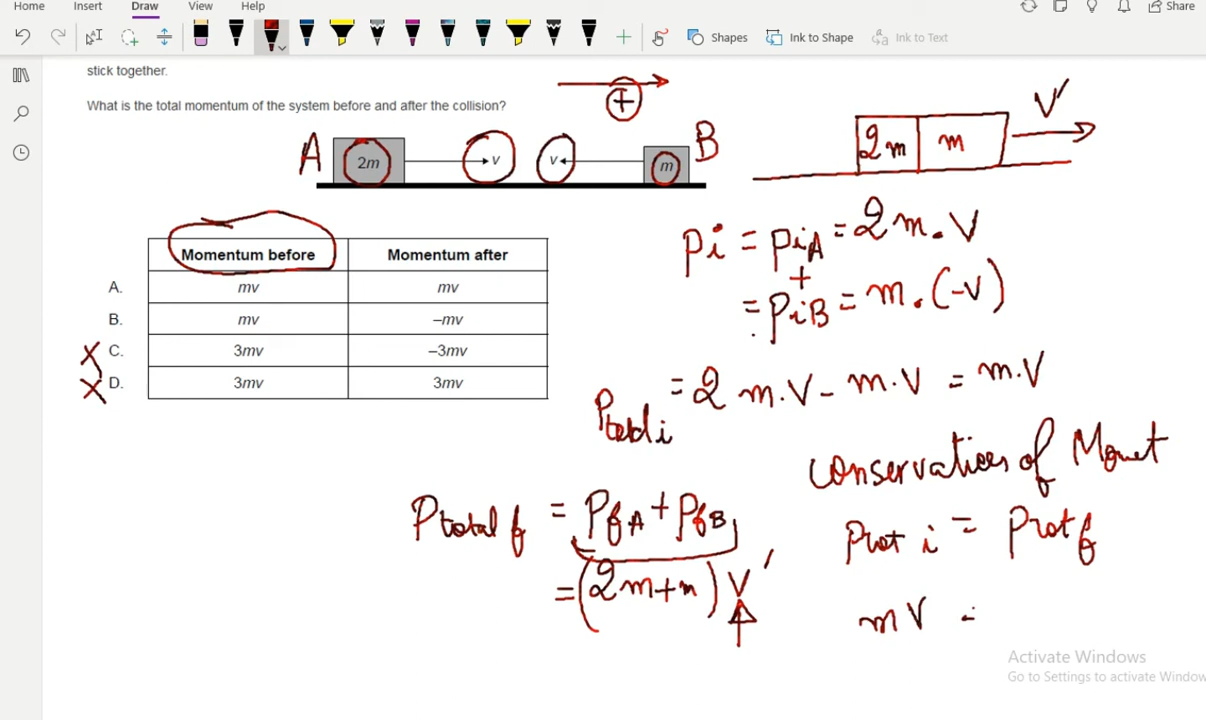 Home Insert Draw View Help Share
Shapes Ink to Shape Ink to Text
stick together.
What is the total momentum of the system before and after the collision?
+
A 2m v v m B
2m m V'
Momentum before Momentum after
A. mv mv
B. mv –mv
X C. 3mv –3mv
X D. 3mv 3mv
Pi = PiA = 2m.V
+
= PiB = m.(-V)
Ptotal i = 2m.V - m.V = m.V
conservation of Moment
Ptotal f = PfA + PfB
= (2m+m) V'
Ptot i = Ptot f
mV =
Activate Windows
Go to Settings to activate Window